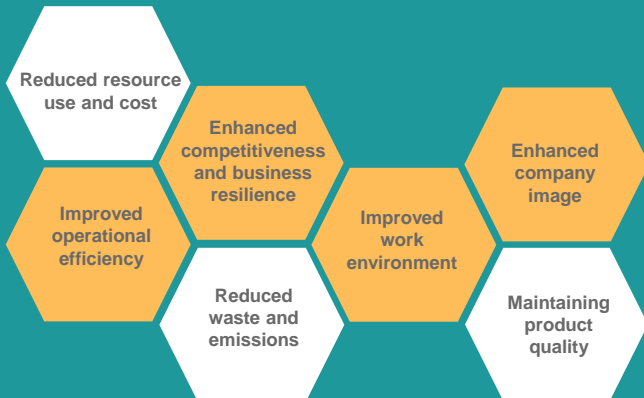 Reduced resource
use and cost
Enhanced
competitiveness
and business
resilience
Enhanced
company
image
Improved
operational
efficiency
Improved
work
environment
Reduced
waste and
emissions
Maintaining
product
quality